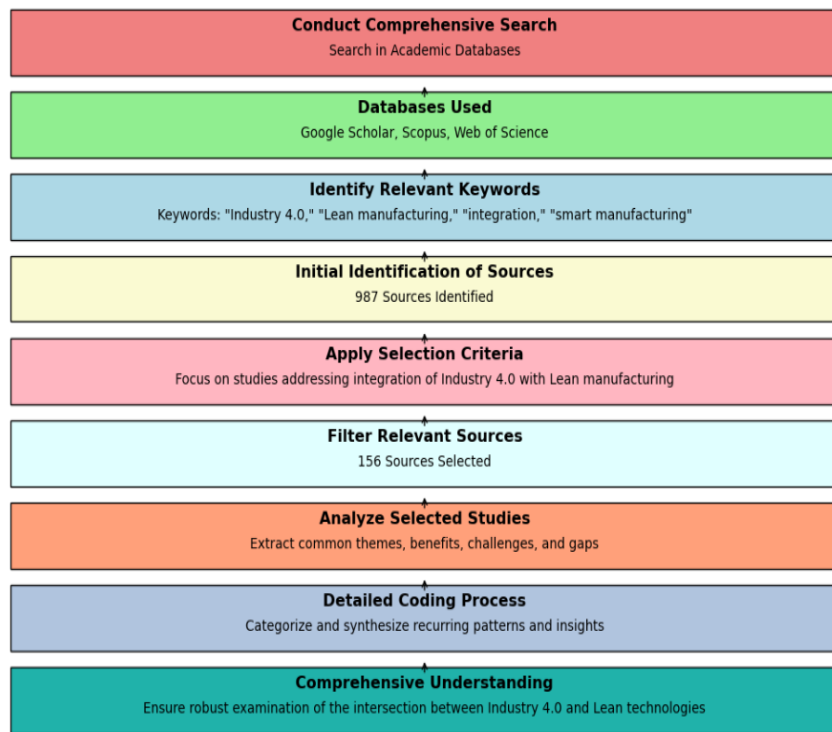 Conduct Comprehensive Search
Search in Academic Databases
Databases Used
Google Scholar, Scopus, Web of Science
Identify Relevant Keywords
Keywords: "Industry 4.0," "Lean manufacturing," "integration," "smart manufacturing"
Initial Identification of Sources
987 Sources Identified
Apply Selection Criteria
Focus on studies addressing integration of Industry 4.0 with Lean manufacturing
Filter Relevant Sources
156 Sources Selected
Analyze Selected Studies
Extract common themes, benefits, challenges, and gaps
Detailed Coding Process
Categorize and synthesize recurring patterns and insights
Comprehensive Understanding
Ensure robust examination of the intersection between Industry 4.0 and Lean technologies